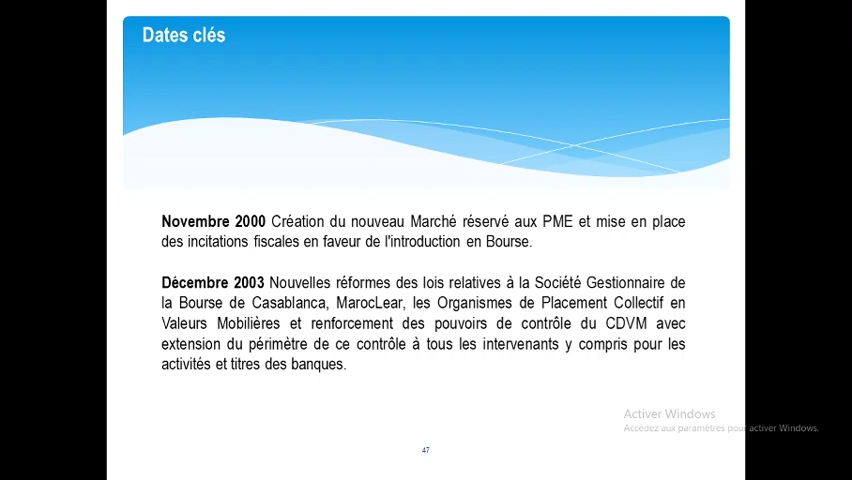 Dates clés
Novembre 2000 Création du nouveau Marché réservé aux PME et mise en place
des incitations fiscales en faveur de l'introduction en Bourse.
Décembre 2003 Nouvelles réformes des lois relatives à la Société Gestionnaire de
la Bourse de Casablanca, MarocLear, les Organismes de Placement Collectif en
Valeurs Mobilières et renforcement des pouvoirs de contrôle du CDVM avec
extension du périmètre de ce contrôle à tous les intervenants y compris pour les
activités et titres des banques.
Activer Windows
Accédez aux paramètres pour activer Windows.
47